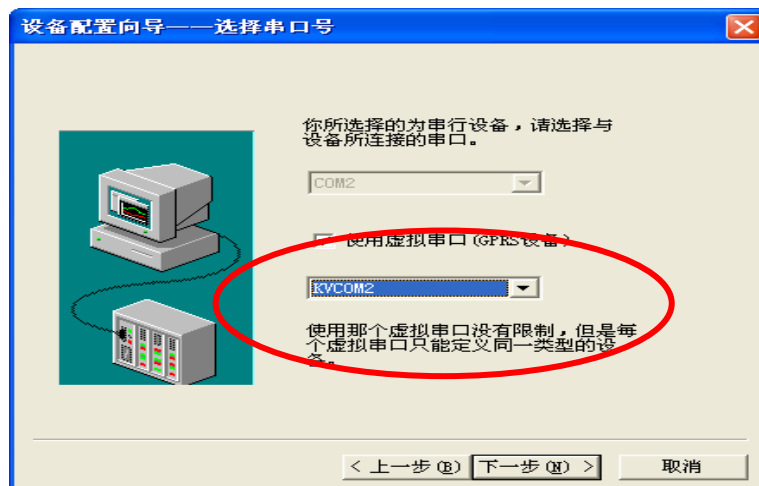 设备配置向导——选择串口号
你所选择的为串行设备，请选择与
设备所连接的串口。
COM2
使用虚拟串口(GPRS设备)
KVCOM2
使用那个虚拟串口没有限制，但是每
个虚拟串口只能定义同一类型的设
备。
< 上一步(B) 下一步(N) > 取消